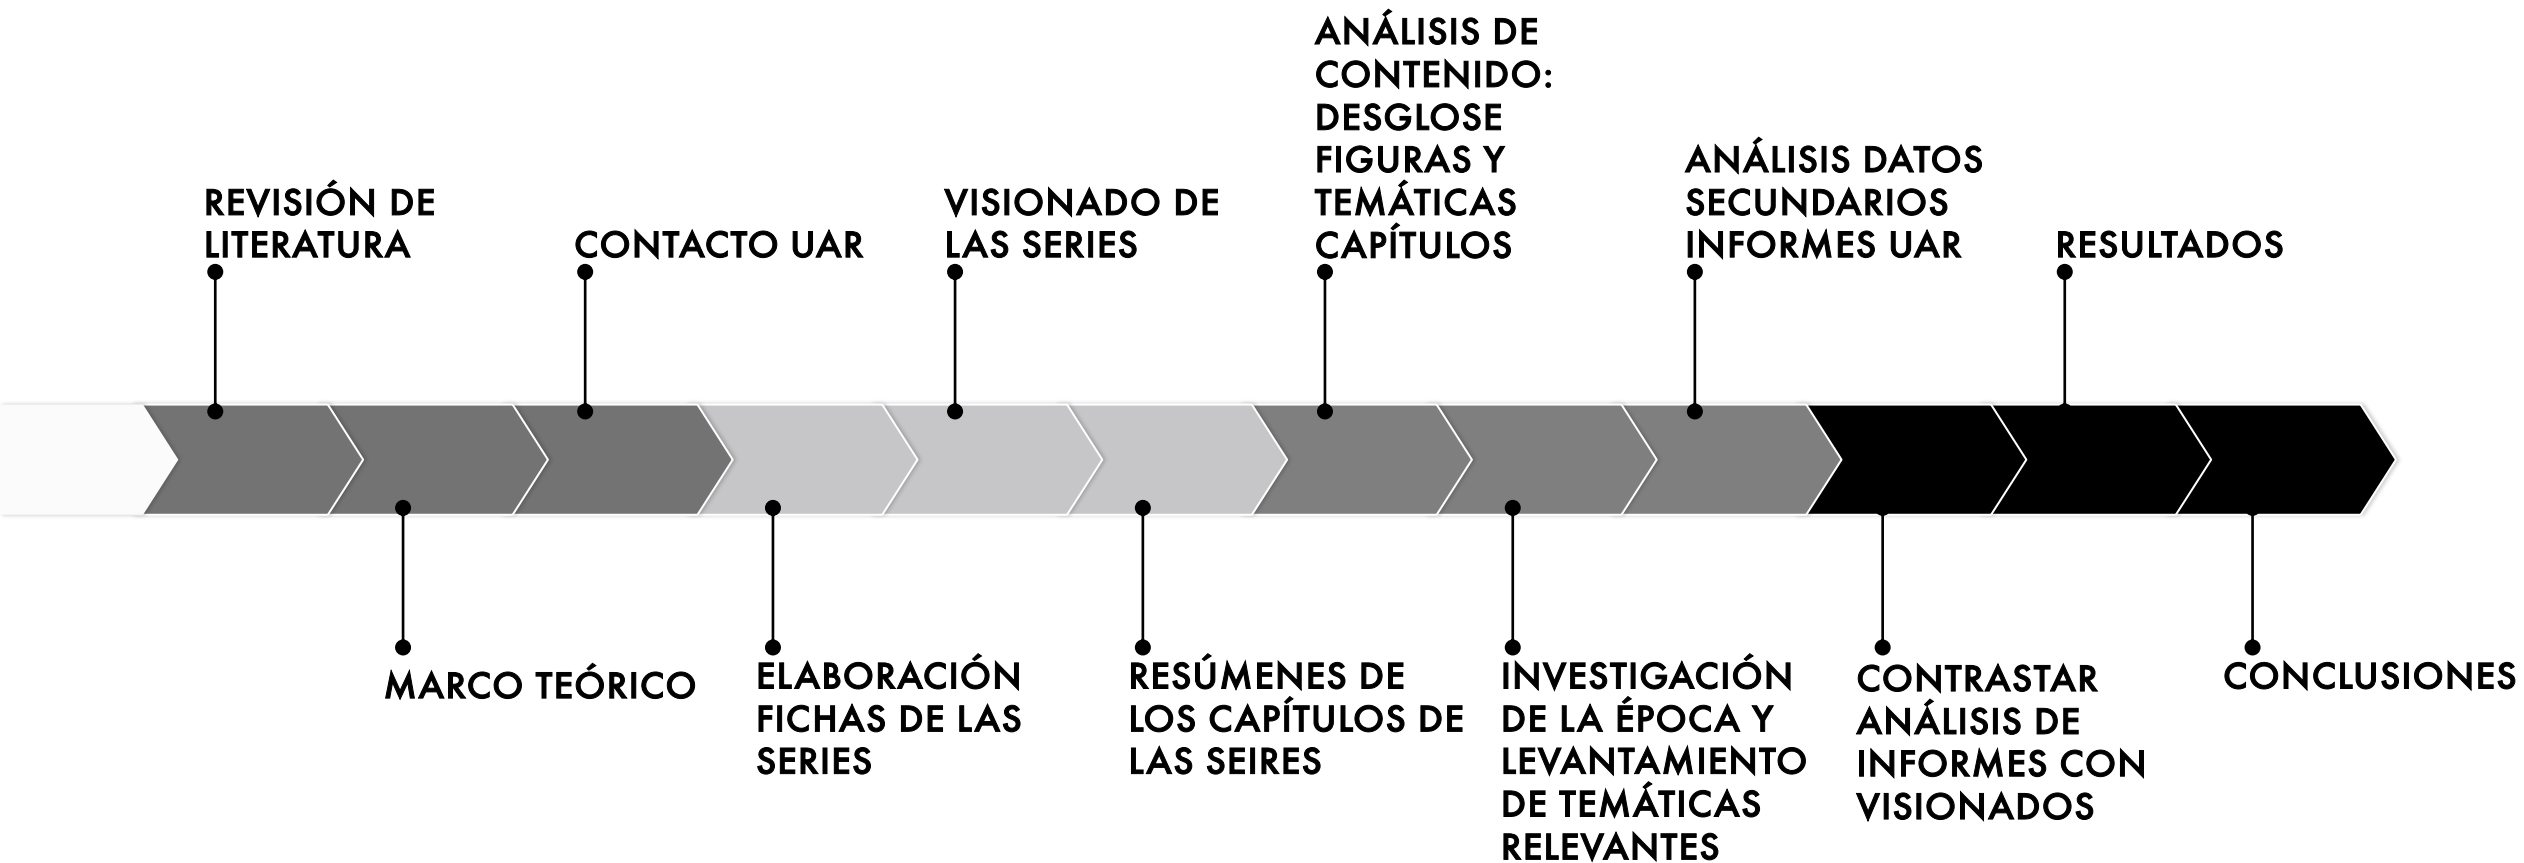 REVISIÓN DE
LITERATURA
MARCO TEÓRICO
CONTACTO UAR
ELABORACIÓN
FICHAS DE LAS
SERIES
VISIONADO DE
LAS SERIES
RESÚMENES DE
LOS CAPÍTULOS DE
LAS SEIRES
ANÁLISIS DE
CONTENIDO:
DESGLOSE
FIGURAS Y
TEMÁTICAS
CAPÍTULOS
INVESTIGACIÓN
DE LA ÉPOCA Y
LEVANTAMIENTO
DE TEMÁTICAS
RELEVANTES
ANÁLISIS DATOS
SECUNDARIOS
INFORMES UAR
CONTRASTAR
ANÁLISIS DE
INFORMES CON
VISIONADOS
RESULTADOS
CONCLUSIONES